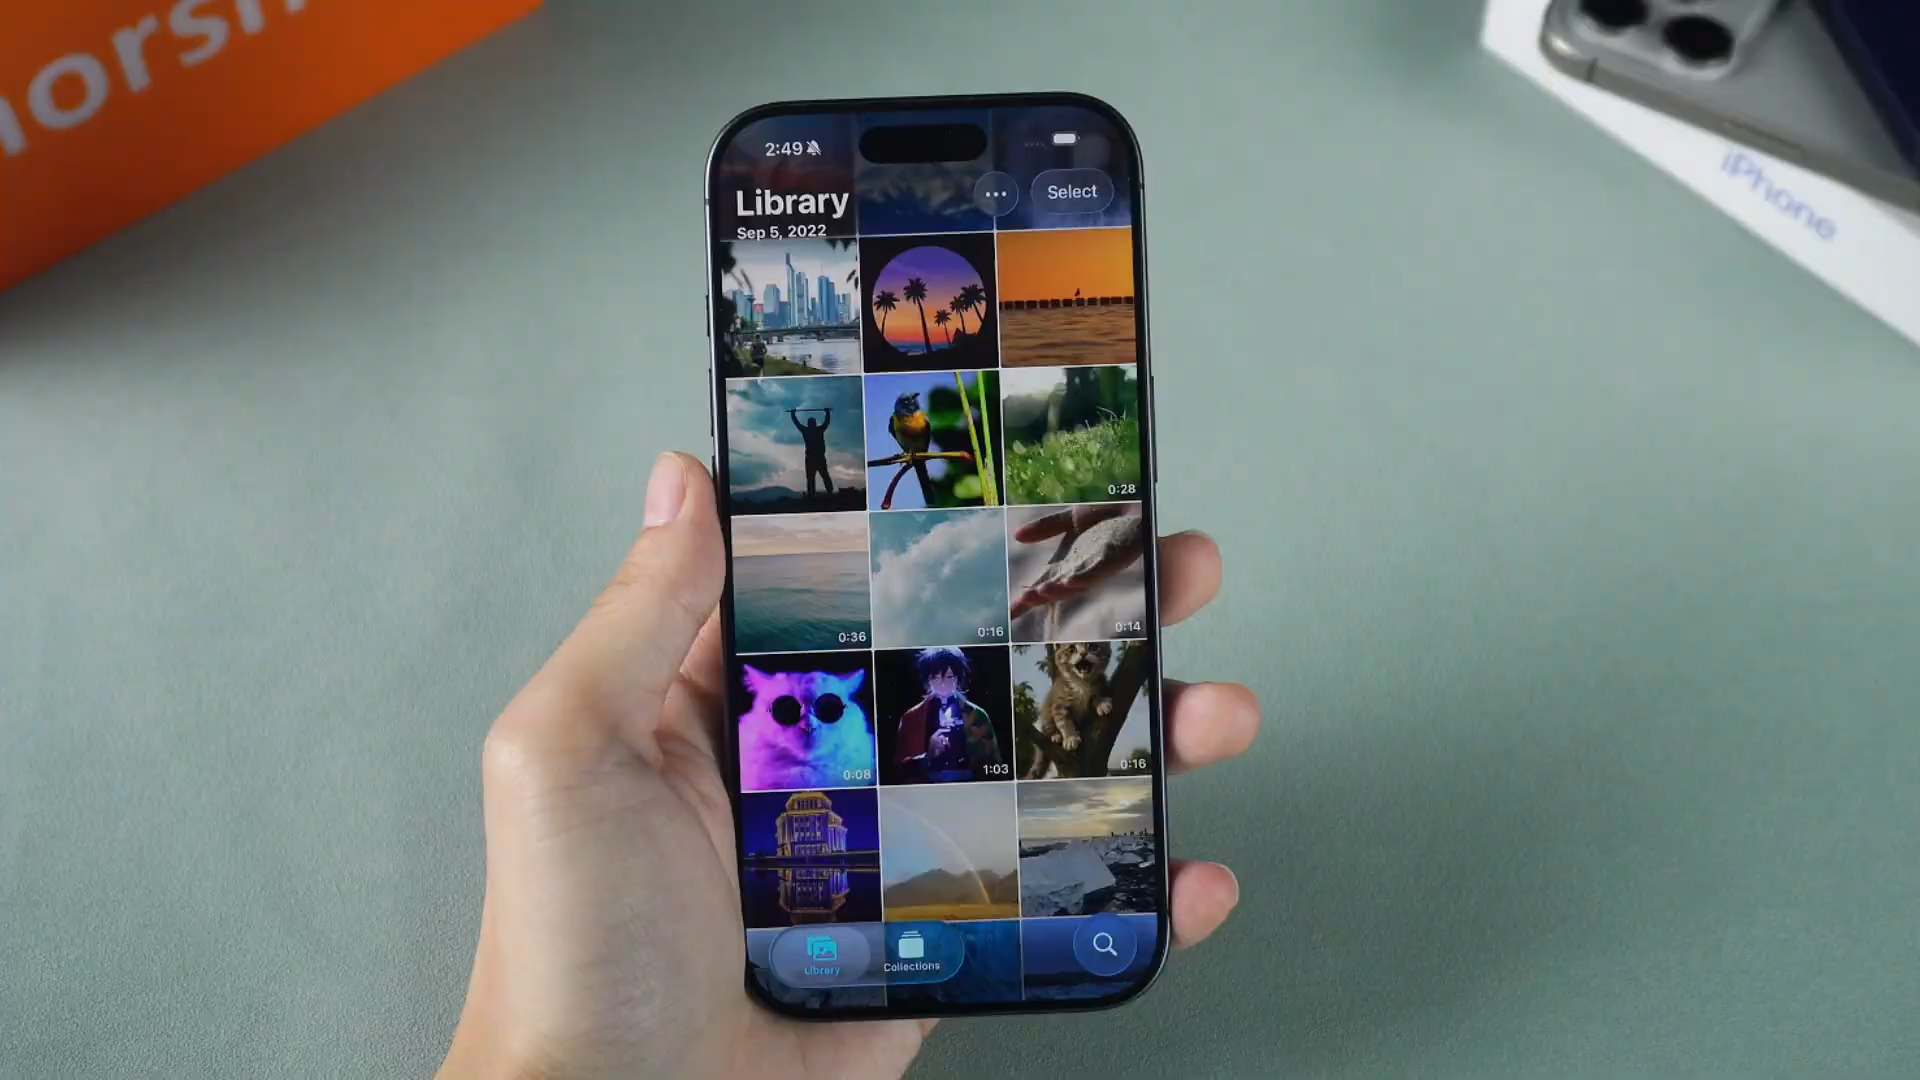 2:49
Library
Select
Sep 5, 2022
0:28
0:36
0:16
0:14
0:08
1:03
0:16
Library
Collections
iPhone